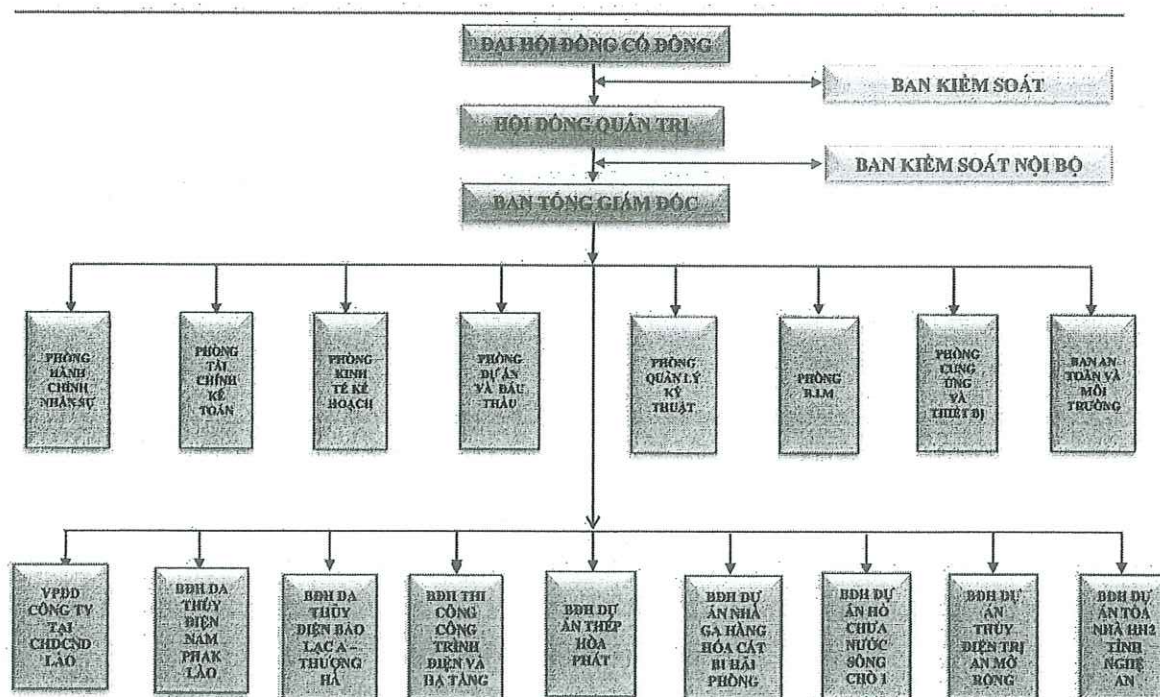 ĐẠI HỘI ĐỒNG CỔ ĐÔNG
BAN KIỂM SOÁT
HỘI ĐỒNG QUẢN TRỊ
BAN KIỂM SOÁT NỘI BỘ
BAN TỔNG GIÁM ĐỐC
PHÒNG
HÀNH
CHÍNH
NHÂN SỰ
PHÒNG
TÀI
CHÍNH
KẾ
TOÁN
PHÒNG
KINH
TẾ KẾ
HOẠCH
PHÒNG
DỰ ÁN
VÀ ĐẤU
THẦU
PHÒNG
QUẢN LÝ
KỸ
THUẬT
PHÒNG
B.I.M
PHÒNG
CUNG
ỨNG
VÀ
THIẾT BỊ
BAN AN
TOÀN VÀ
MÔI
TRƯỜNG
VPĐD
CÔNG TY
TẠI
CHDCND
LÀO
BĐH DA
THỦY
ĐIỆN
NAM
PHAK
LÀO
BĐH DA
THỦY
ĐIỆN BẢO
LẠC A –
THƯỢNG
HÀ
BĐH THI
CÔNG
CÔNG
TRÌNH
ĐIỆN VÀ
HẠ TẦNG
BĐH DỰ
ÁN THÉP
HÒA
PHÁT
BĐH DỰ
ÁN NHÀ
GA HÀNG
HÓA CÁT
BI HẢI
PHÒNG
BĐH DỰ
ÁN HỒ
CHỨA
NƯỚC
SÔNG
CHÒ 1
BĐH DỰ
ÁN
THỦY
ĐIỆN TRỊ
AN MỞ
RỘNG
BĐH DỰ
ÁN TÒA
NHÀ HH2
TỈNH
NGHỆ
AN